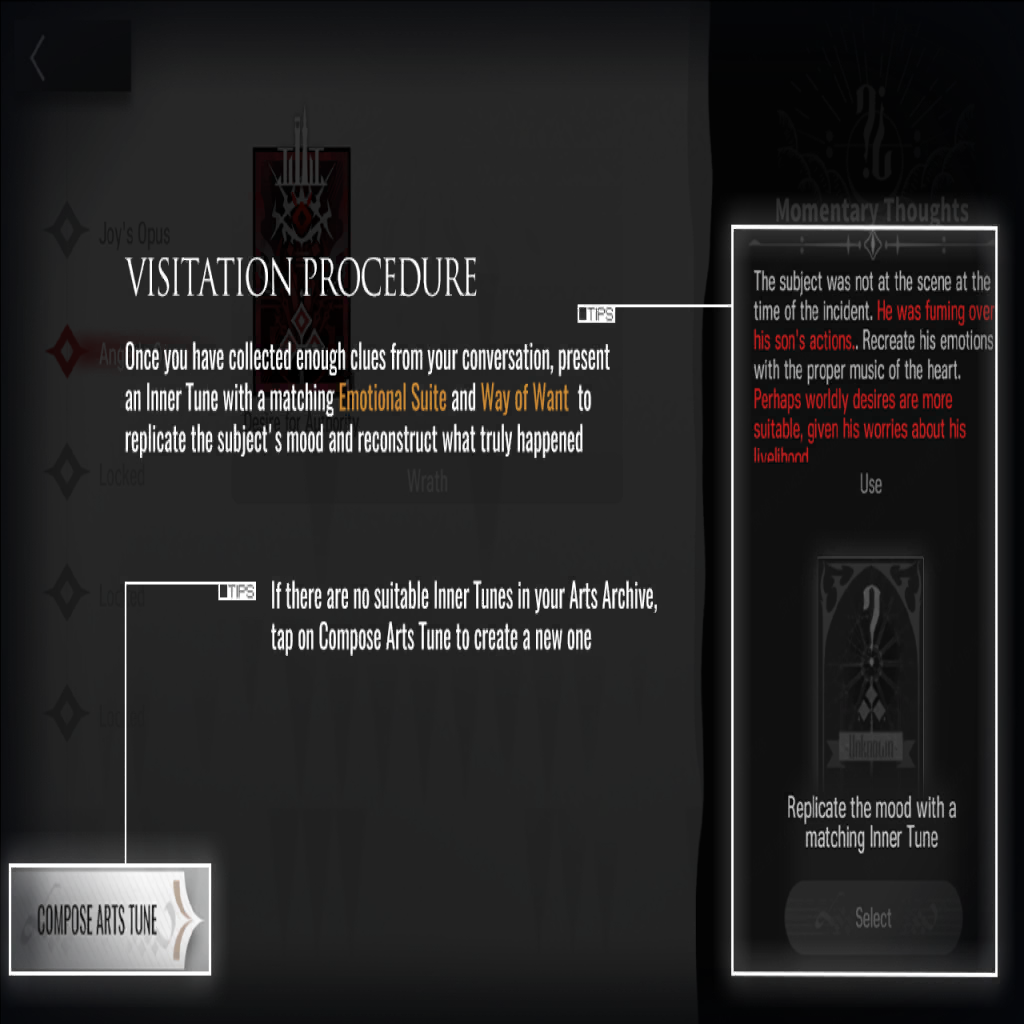 Joy's Opus
VISITATION PROCEDURE
TIPS
Once you have collected enough clues from your conversation, present
an Inner Tune with a matching Emotional Suite and Way of Want to
replicate the subject's mood and reconstruct what truly happened
Desire for Authority
Locked
Wrath
TIPS
If there are no suitable Inner Tunes in your Arts Archive,
tap on Compose Arts Tune to create a new one
COMPOSE ARTS TUNE
Momentary Thoughts
The subject was not at the scene at the
time of the incident. He was fuming over
his son's actions.. Recreate his emotions
with the proper music of the heart.
Perhaps worldly desires are more
suitable, given his worries about his
livelihood
Use
Unknown
Replicate the mood with a
matching Inner Tune
Select